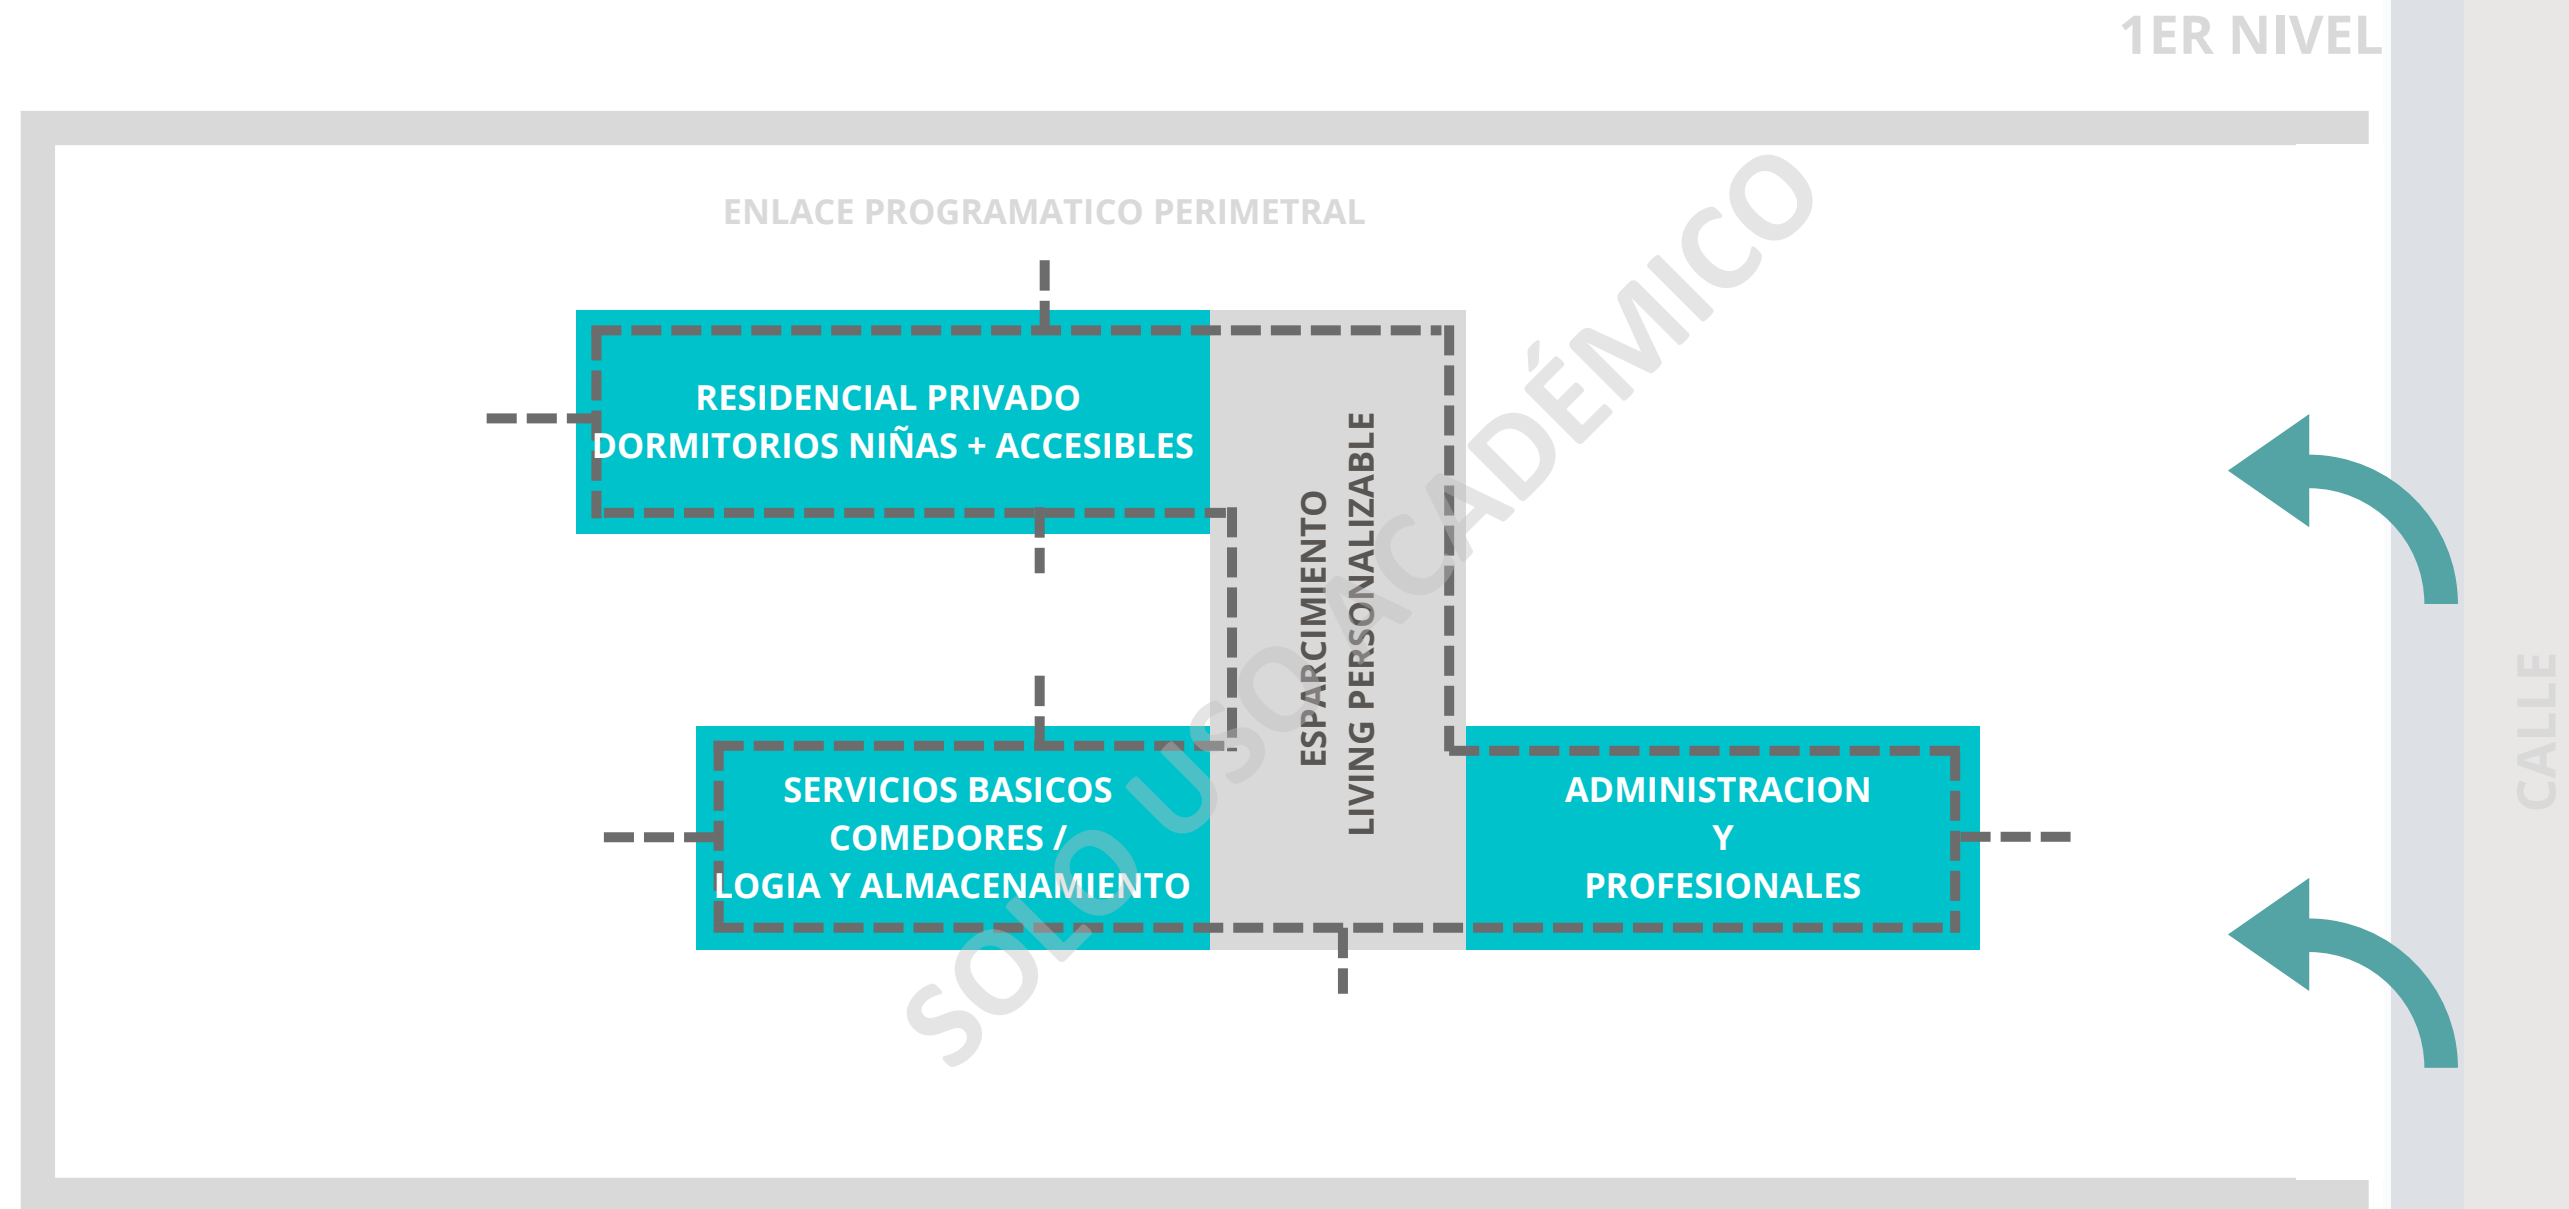 1ER NIVEL
ENLACE PROGRAMATICO PERIMETRAL
RESIDENCIAL PRIVADO
DORMITORIOS NIÑAS + ACCESIBLES
ESPARCIMIENTO
LIVING PERSONALIZABLE
SERVICIOS BASICOS
COMEDORES /
LOGIA Y ALMACENAMIENTO
ADMINISTRACION
Y
PROFESIONALES
CALLE
SOLO USO ACADÉMICO